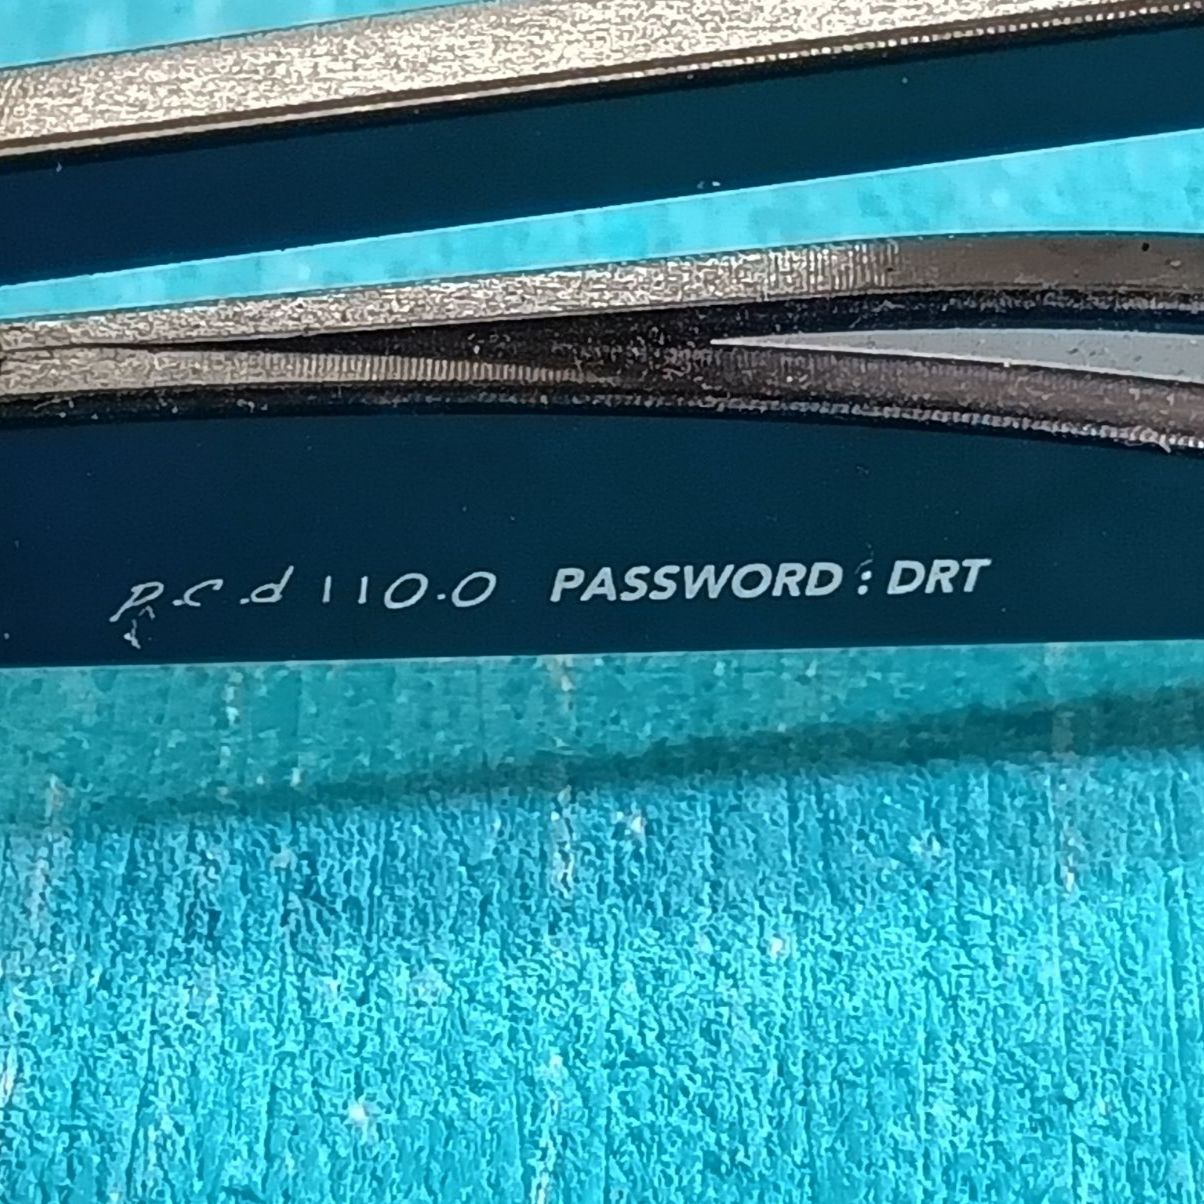 P.C.d 110.0 PASSWORD : DRT